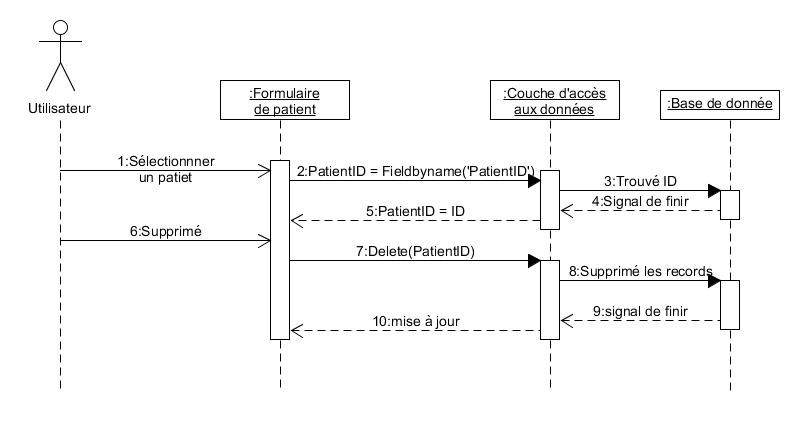 Utilisateur
:Formulaire
de patient
:Couche d'accès
aux données
:Base de donnée
1:Sélectionnner
un patiet
2:PatientID = Fieldbyname('PatientID')
3:Trouvé ID
4:Signal de finir
5:PatientID = ID
6:Supprimé
7:Delete(PatientID)
8:Supprimé les records
9:signal de finir
10:mise à jour